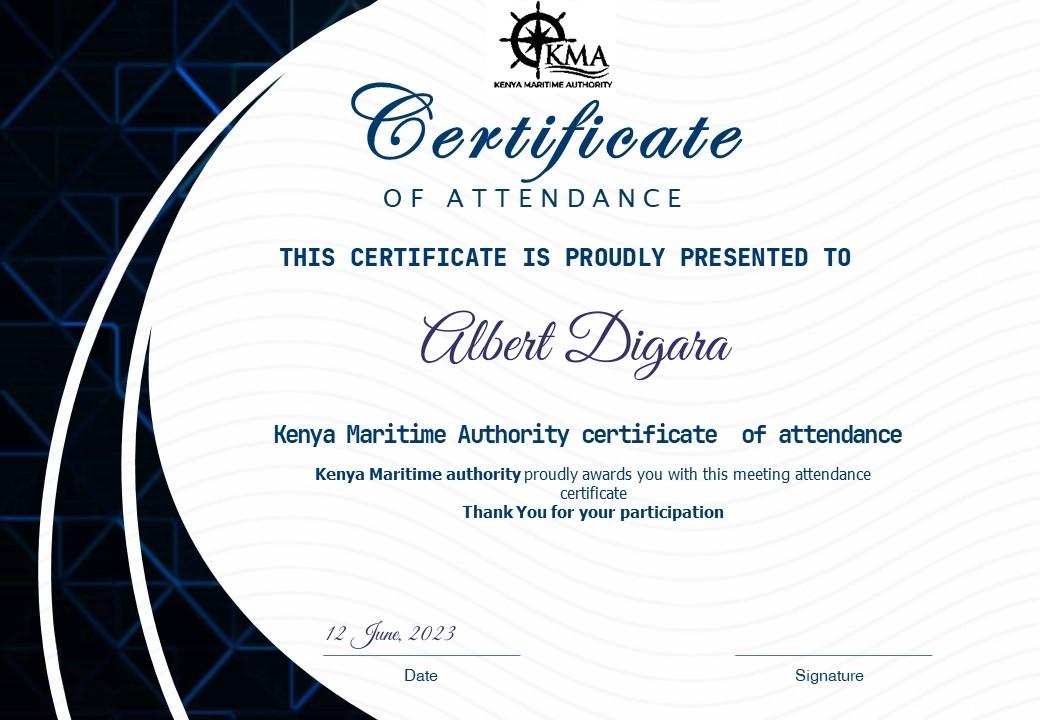 KMA
KENYA MARITIME AUTHORITY
Certificate
OF ATTENDANCE
THIS CERTIFICATE IS PROUDLY PRESENTED TO
Albert Digara
Kenya Maritime Authority certificate of attendance
Kenya Maritime authority proudly awards you with this meeting attendance
certificate
Thank You for your participation
12 June, 2023
Date
Signature